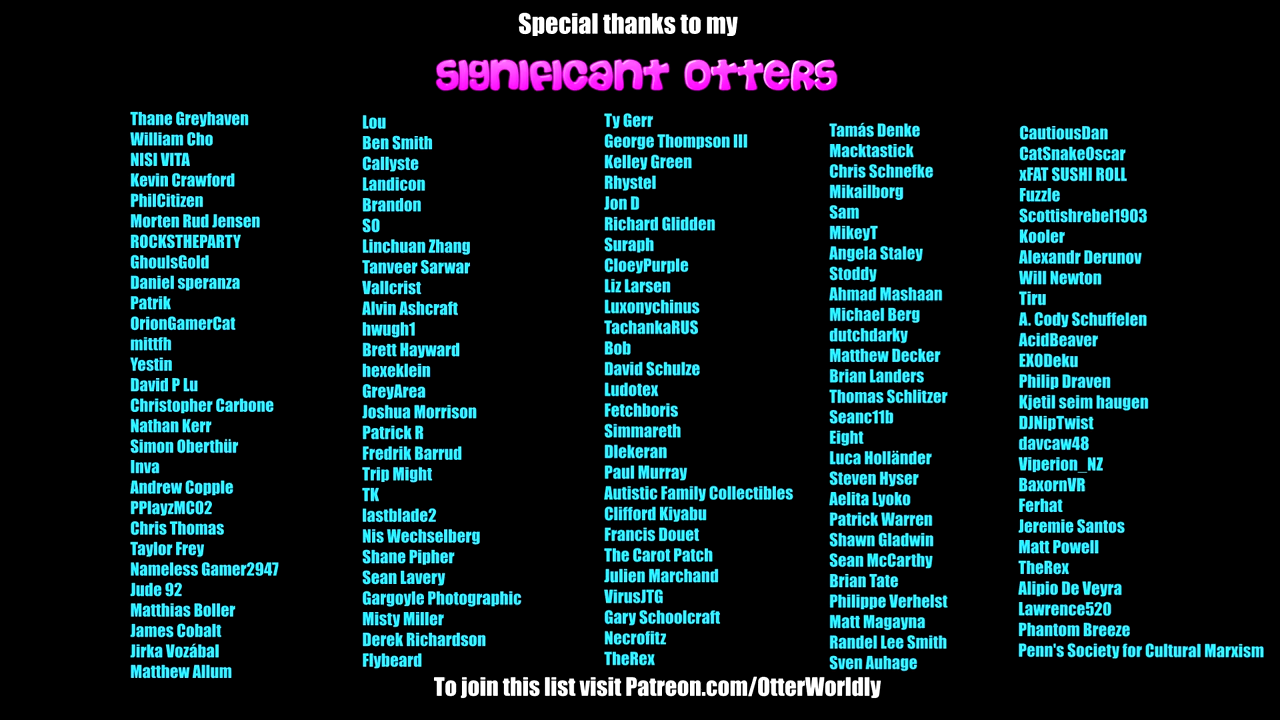 Special thanks to my
SIGNIFICANT OTTERS
Thane Greyhaven
William Cho
NISI VITA
Kevin Crawford
PhilCitizen
Morten Rud Jensen
ROCKSTHEPARTY
GhoulsGold
Daniel speranza
Patrik
OrionGamerCat
mittfh
Yestin
David P Lu
Christopher Carbone
Nathan Kerr
Simon Oberthür
Inva
Andrew Copple
PPlayzMCO2
Chris Thomas
Taylor Frey
Nameless Gamer2947
Jude 92
Matthias Boller
James Cobalt
Jirka Vozábal
Matthew Allum
Lou
Ben Smith
Callyste
Landicon
Brandon
SO
Linchuan Zhang
Tanveer Sarwar
Vallcrist
Alvin Ashcraft
hwugh1
Brett Hayward
hexeklein
GreyArea
Joshua Morrison
Patrick R
Fredrik Barrud
Trip Might
TK
lastblade2
Nis Wechselberg
Shane Pipher
Sean Lavery
Gargoyle Photographic
Misty Miller
Derek Richardson
Flybeard
Ty Gerr
George Thompson III
Kelley Green
Rhystel
Jon D
Richard Glidden
Suraph
CloeyPurple
Liz Larsen
Luxonychinus
TachankaRUS
Bob
David Schulze
Ludotex
Fetchboris
Simmareth
Dlekeran
Paul Murray
Autistic Family Collectibles
Clifford Kiyabu
Francis Douet
The Carot Patch
Julien Marchand
VirusJTG
Gary Schoolcraft
Necrofitz
TheRex
Tamás Denke
Macktastick
Chris Schnefke
Mikailborg
Sam
MikeyT
Angela Staley
Stoddy
Ahmad Mashaan
Michael Berg
dutchdarky
Matthew Decker
Brian Landers
Thomas Schlitzer
Seanc11b
Eight
Luca Holländer
Steven Hyser
Aelita Lyoko
Patrick Warren
Shawn Gladwin
Sean McCarthy
Brian Tate
Philippe Verhelst
Matt Magayna
Randel Lee Smith
Sven Auhage
CautiousDan
CatSnakeOscar
xFAT SUSHI ROLL
Fuzzle
Scottishrebel1903
Kooler
Alexandr Derunov
Will Newton
Tiru
A. Cody Schuffelen
AcidBeaver
EXODeku
Philip Draven
Kjetil seim haugen
DJNipTwist
davcaw48
Viperion_NZ
BaxornVR
Ferhat
Jeremie Santos
Matt Powell
TheRex
Alipio De Veyra
Lawrence520
Phantom Breeze
Penn's Society for Cultural Marxism
To join this list visit Patreon.com/OtterWorldly